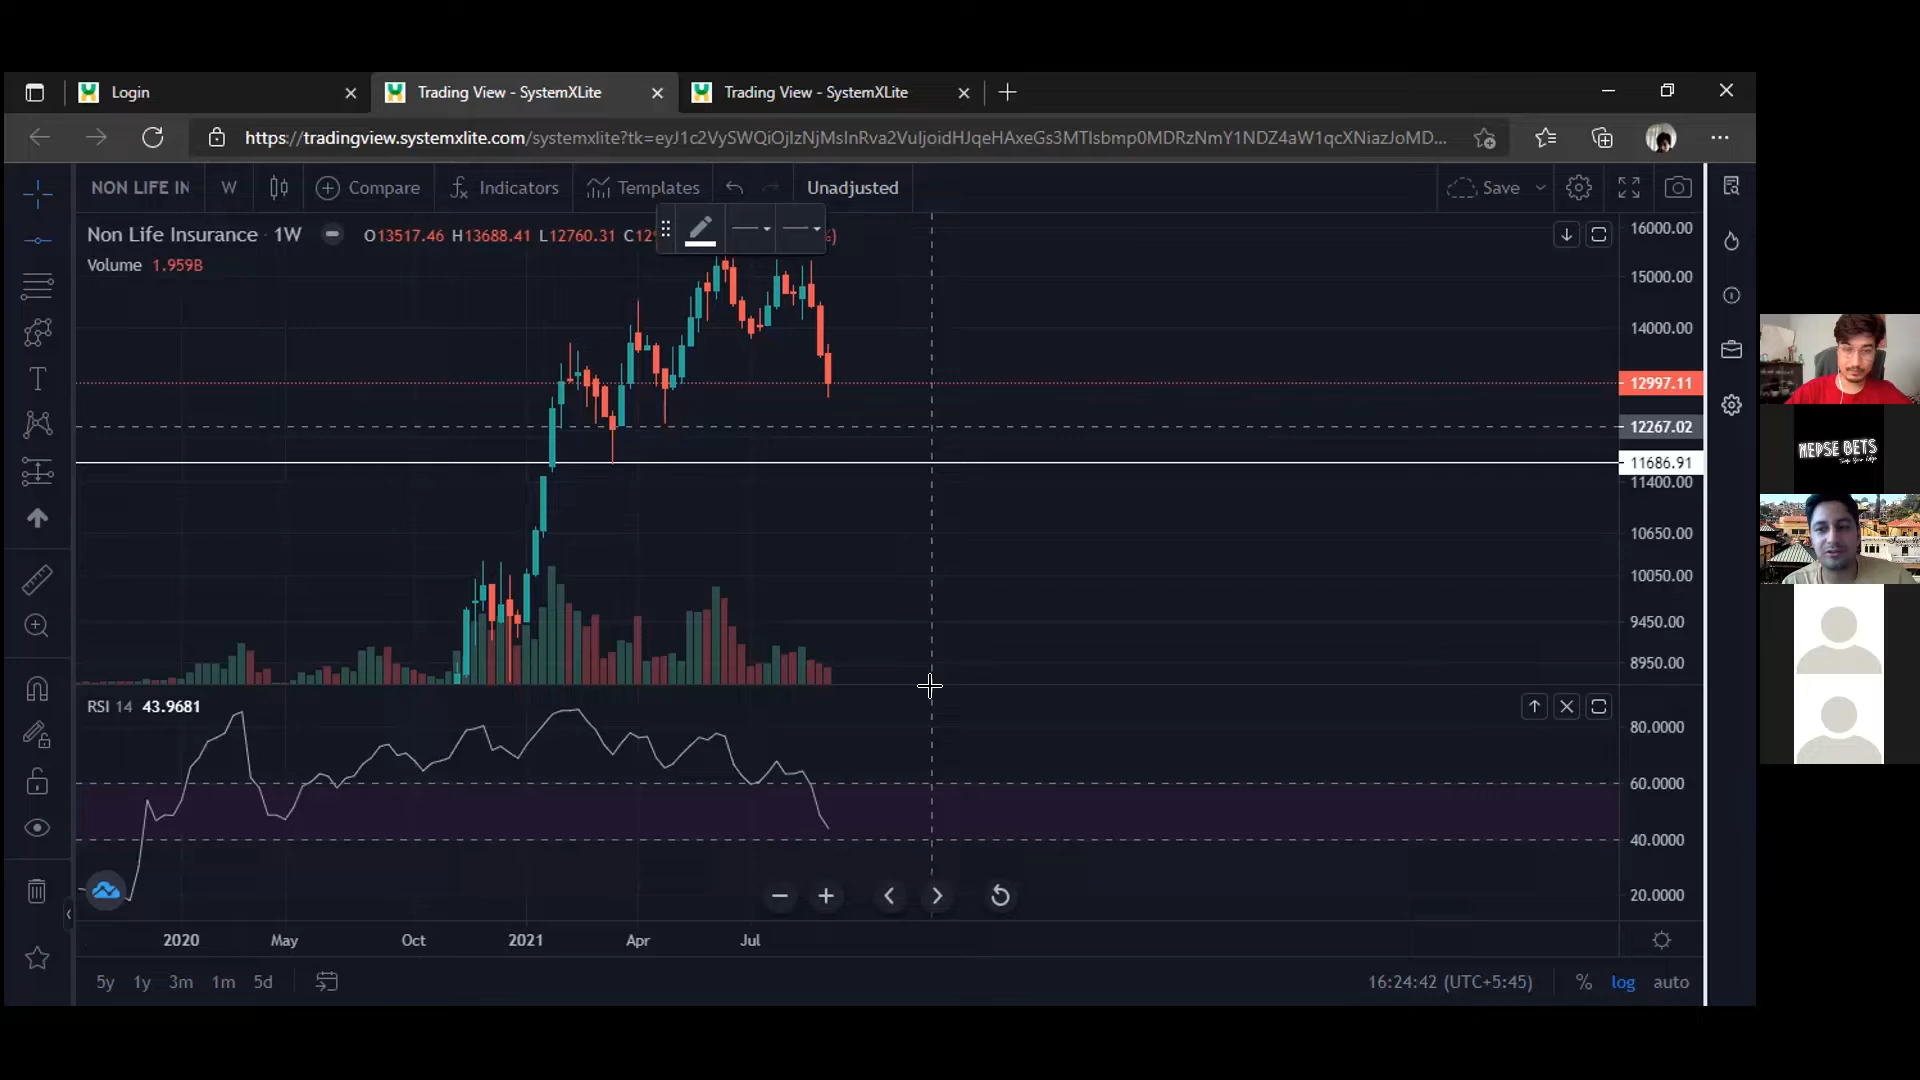 Login
Trading View - SystemXLite
Trading View - SystemXLite
https://tradingview.systemxlite.com/systemxlite?tk=
NON LIFE IN
W
Compare
Indicators
Templates
Unadjusted
Save
Non Life Insurance · 1W
O13517.46 H13688.41 L12760.31 C12
Volume 1.959B
16000.00
15000.00
14000.00
12997.11
12267.02
11686.91
11400.00
10650.00
10050.00
9450.00
8950.00
RSI 14 43.9681
80.0000
60.0000
40.0000
20.0000
2020 May Oct 2021 Apr Jul
5y 1y 3m 1m 5d
16:24:42 (UTC+5:45)
% log auto
NEPSE BETS